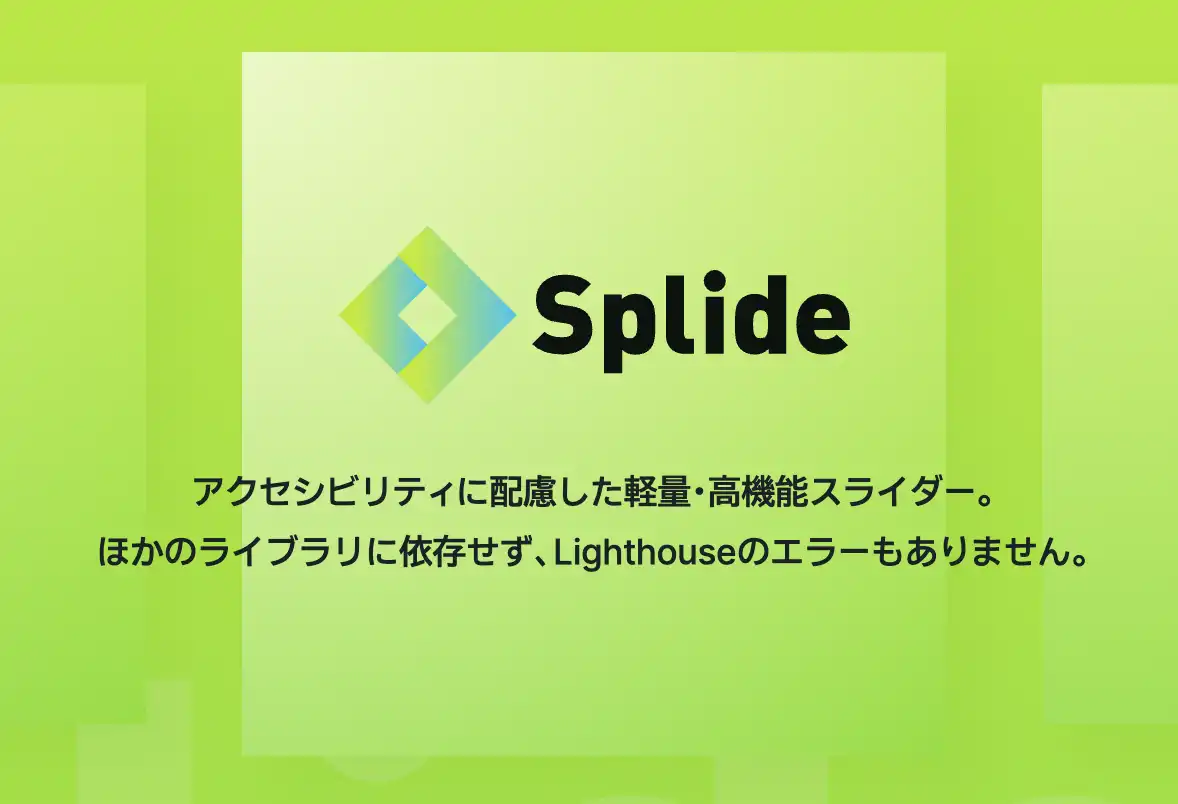 Splide
アクセシビリティに配慮した軽量・高機能スライダー。
ほかのライブラリに依存せず、Lighthouseのエラーもありません。